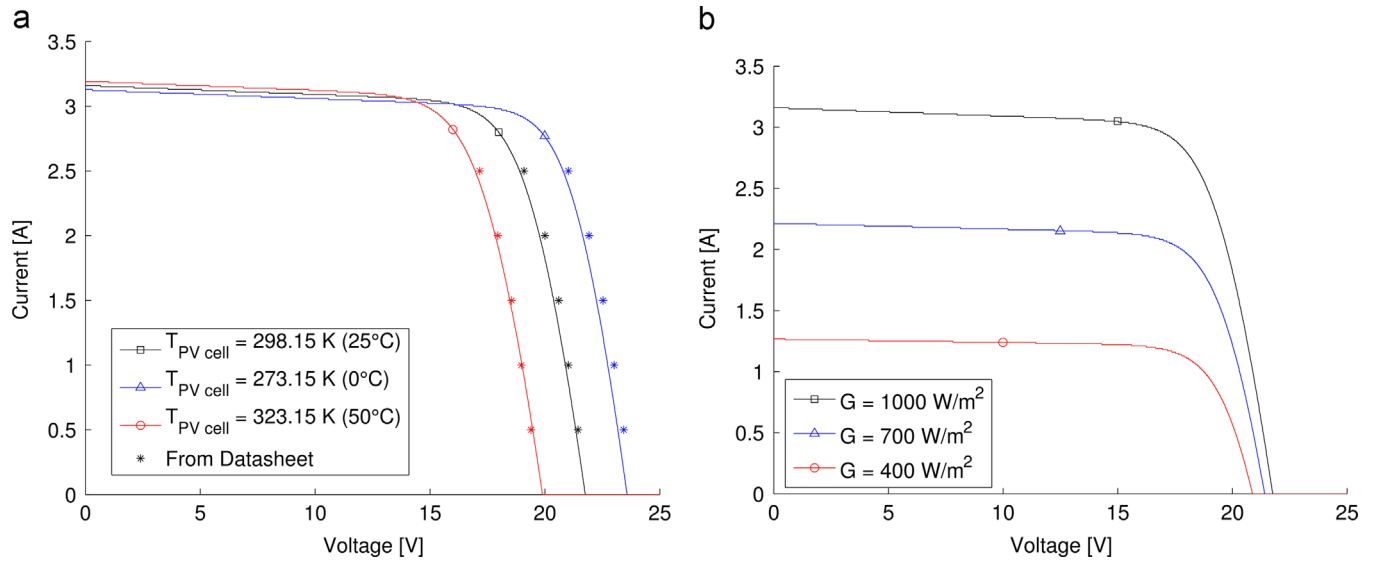 a
3.5
3
2.5
2
1.5
1
0.5
0
Current [A]
T PV cell = 298.15 K (25°C)
T PV cell = 273.15 K (0°C)
T PV cell = 323.15 K (50°C)
From Datasheet
0 5 10 15 20 25
Voltage [V]
b
3.5
3
2.5
2
1.5
1
0.5
0
Current [A]
G = 1000 W/m²
G = 700 W/m²
G = 400 W/m²
0 5 10 15 20 25
Voltage [V]